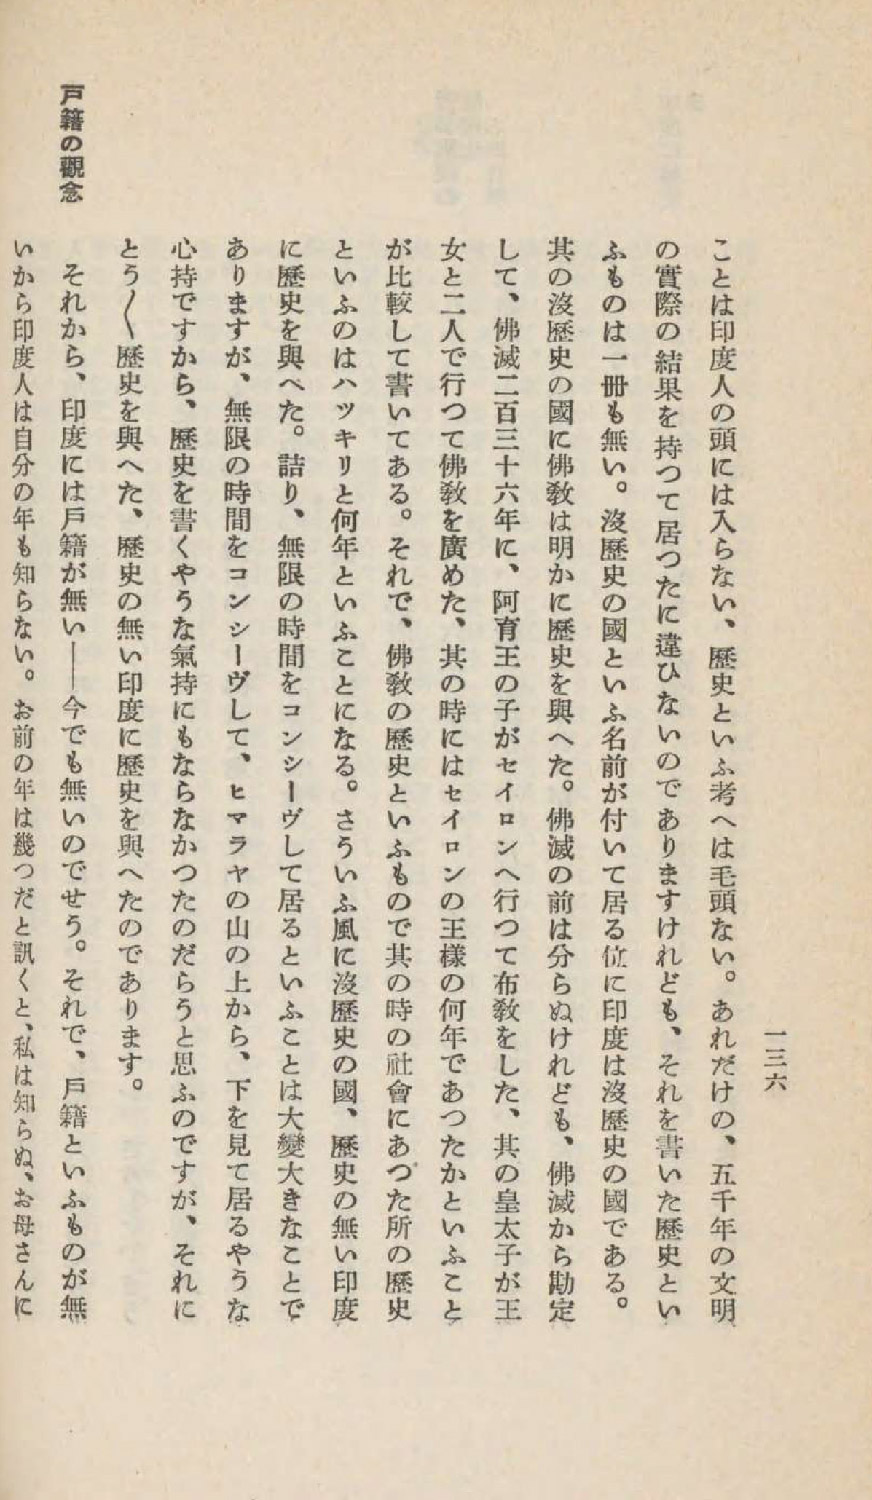 一三六
ことは印度人の頭には入らない、歷史といふ考へは毛頭ない。あれだけの、五千年の文明
の實際の結果を持つて居つたに違ひないのでありますけれども、それを書いた歷史とい
ふものは一冊も無い。沒歷史の國といふ名前が付いて居る位に印度は沒歷史の國である。
其の沒歷史の國に佛敎は明かに歷史を與へた。佛滅の前は分らぬけれども、佛滅から勘定
して、佛滅二百三十六年に、阿育王の子がセイロンへ行つて布敎をした、其の皇太子が王
女と二人で行つて佛敎を廣めた、其の時にはセイロンの王樣の何年であつたかといふこと
が比較して書いてある。それで、佛敎の歷史といふもので其の時の社會にあつた所の歷史
といふのはハツキリと何年といふことになる。さういふ風に沒歷史の國、歷史の無い印度
に歷史を與へた。詰り、無限の時間をコンシーヴして居るといふことは大變大きなことで
ありますが、無限の時間をコンシーヴして、ヒマラヤの山の上から、下を見て居るやうな
心持ですから、歷史を書くやうな氣持にもならなかつたのだらうと思ふのですが、それに
とう〱歷史を與へた、歷史の無い印度に歷史を與へたのであります。
戶籍の觀念
それから、印度には戶籍が無い――今でも無いのでせう。それで、戶籍といふものが無
いから印度人は自分の年も知らない。お前の年は幾つだと訊くと、私は知らぬ、お母さんに